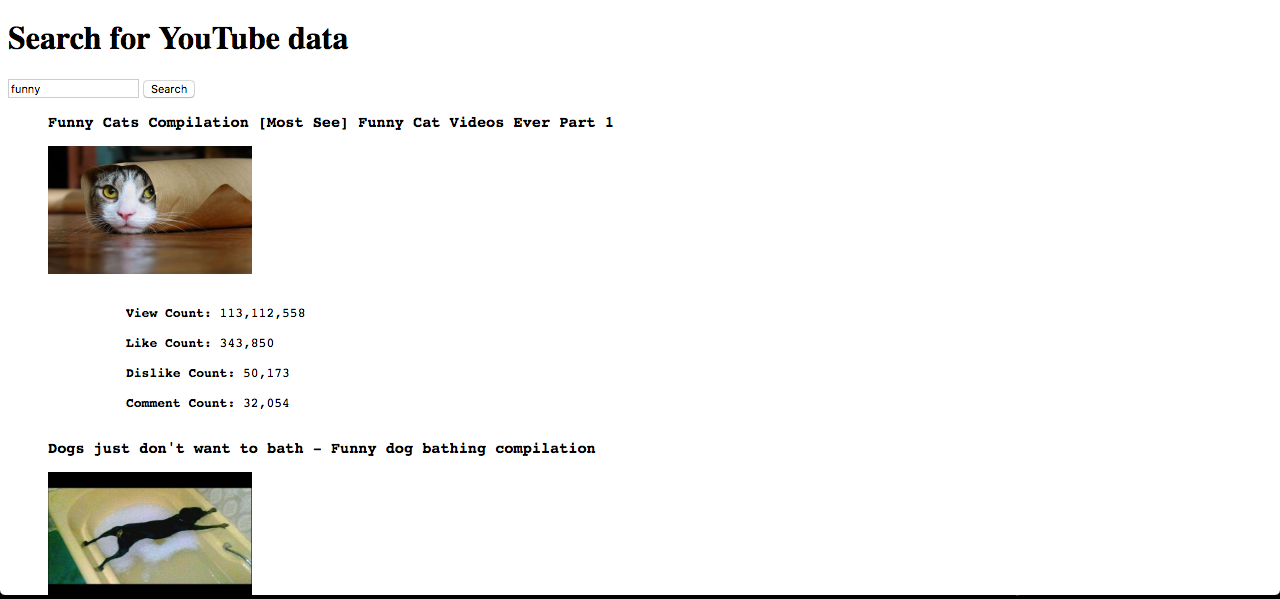 Search for YouTube data
funny Search
Funny Cats Compilation [Most See] Funny Cat Videos Ever Part 1
View Count: 113,112,558
Like Count: 343,850
Dislike Count: 50,173
Comment Count: 32,054
Dogs just don't want to bath - Funny dog bathing compilation